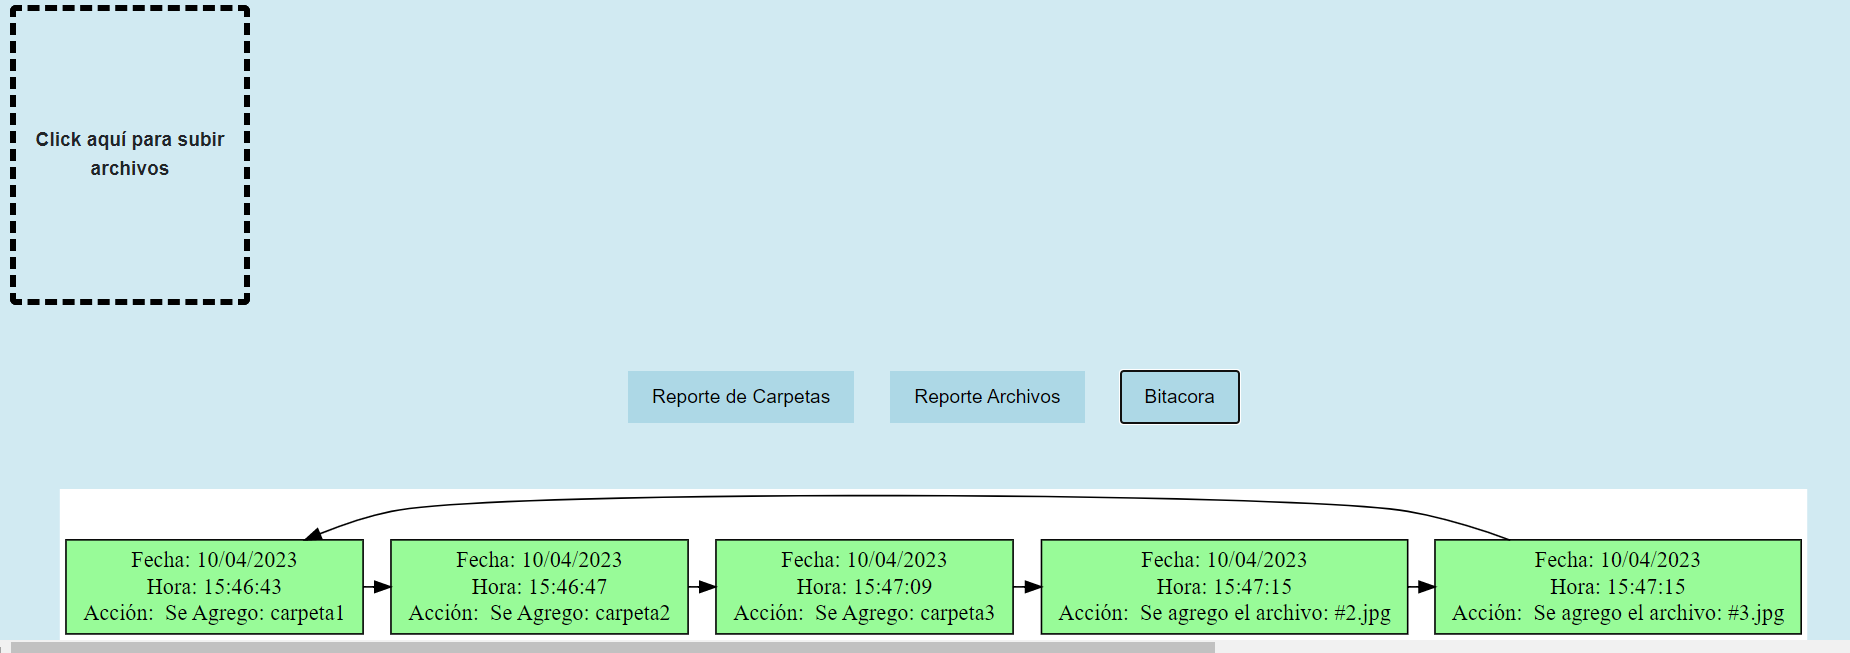 Click aquí para subir
archivos
Reporte de Carpetas
Reporte Archivos
Bitacora
Fecha: 10/04/2023
Hora: 15:46:43
Acción:  Se Agrego: carpeta1
Fecha: 10/04/2023
Hora: 15:46:47
Acción:  Se Agrego: carpeta2
Fecha: 10/04/2023
Hora: 15:47:09
Acción:  Se Agrego: carpeta3
Fecha: 10/04/2023
Hora: 15:47:15
Acción:  Se agrego el archivo: #2.jpg
Fecha: 10/04/2023
Hora: 15:47:15
Acción:  Se agrego el archivo: #3.jpg